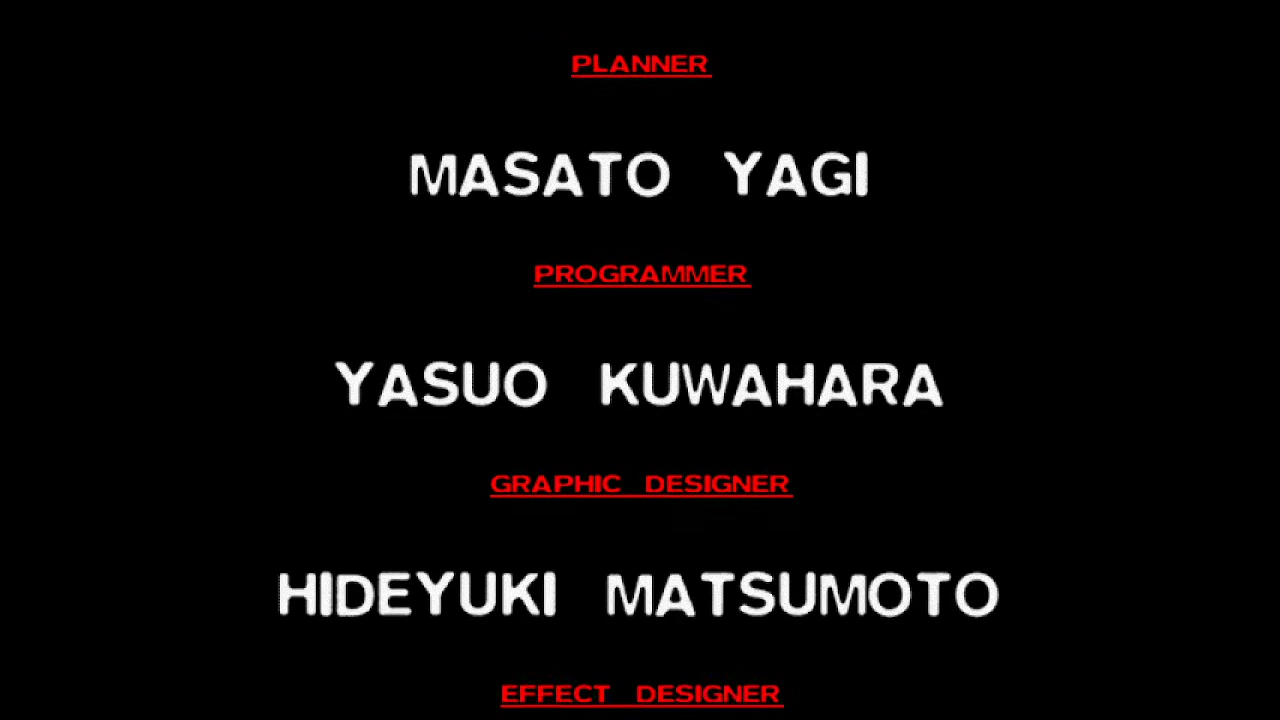 PLANNER
MASATO YAGI
PROGRAMMER
YASUO KUWAHARA
GRAPHIC DESIGNER
HIDEYUKI MATSUMOTO
EFFECT DESIGNER